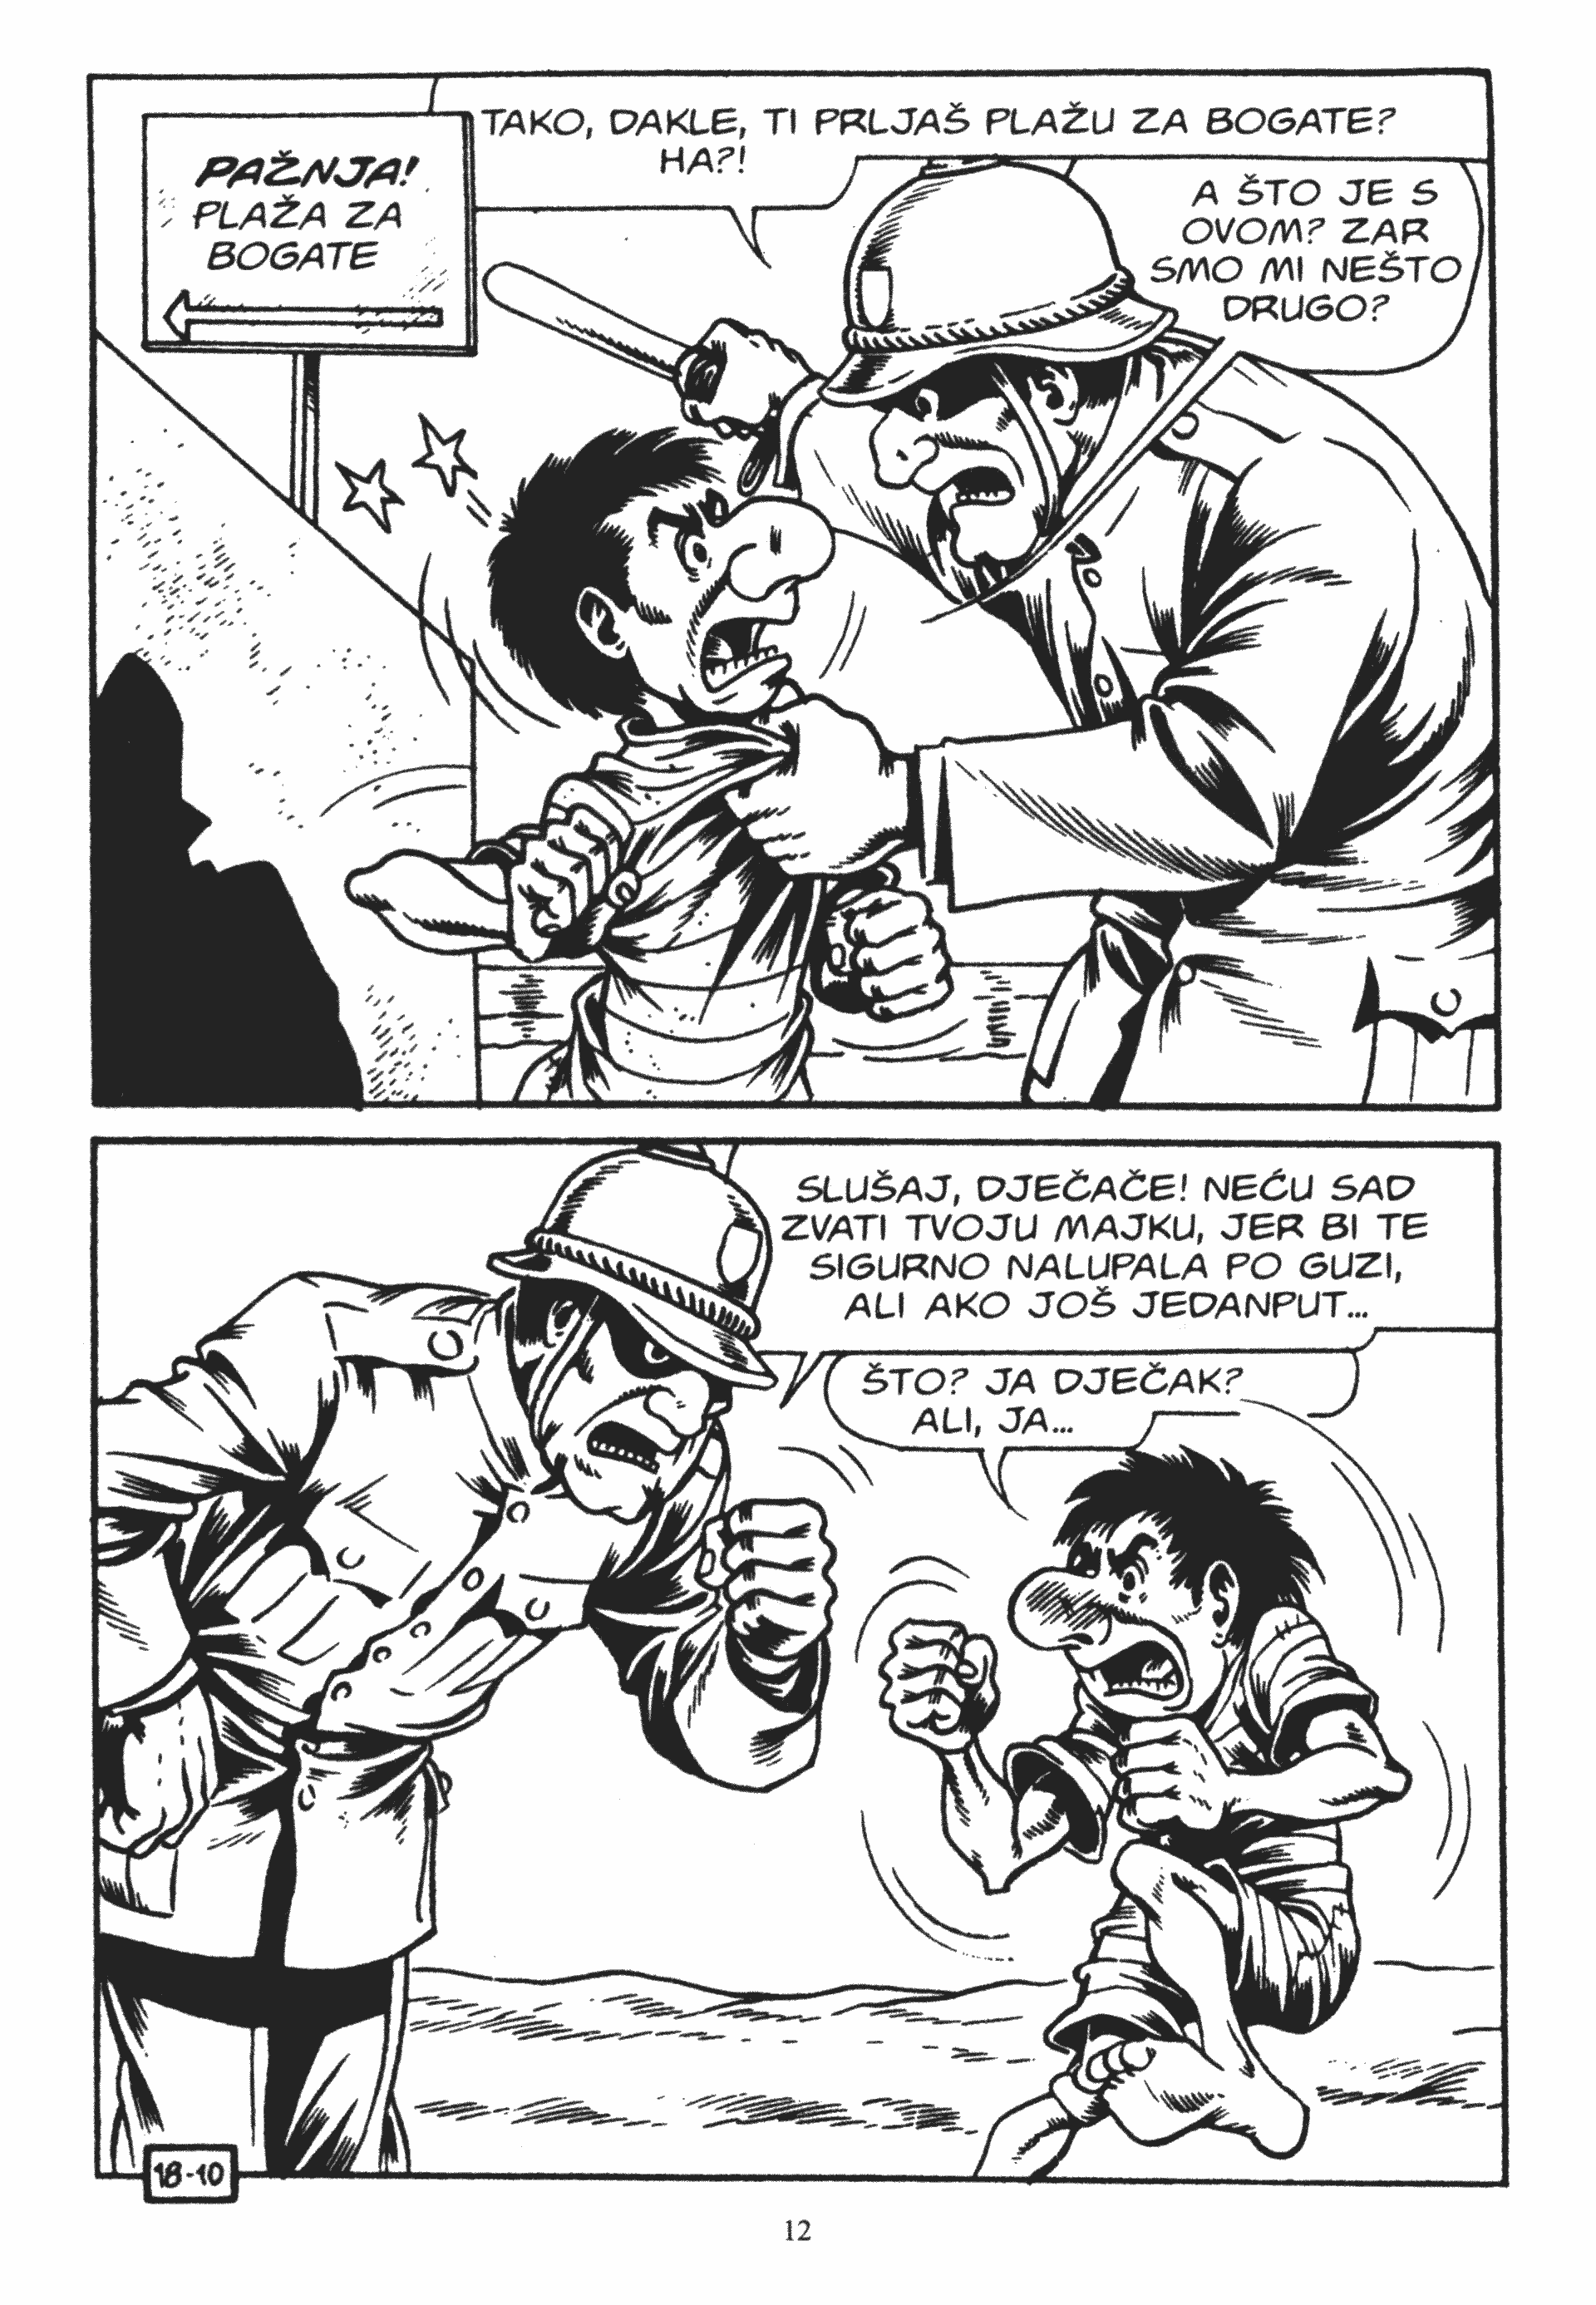 PAŽNJA!
PLAŽA ZA
BOGATE
TAKO, DAKLE, TI PRLJAŠ PLAŽU ZA BOGATE?
HA?!
A ŠTO JE S
OVOM? ZAR
SMO MI NEŠTO
DRUGO?
SLUŠAJ, DJEČAČE! NEĆU SAD
ZVATI TVOJU MAJKU, JER BI TE
SIGURNO NALUPALA PO GUZI,
ALI AKO JOŠ JEDANPUT...
ŠTO? JA DJEČAK?
ALI, JA...
18-10
12